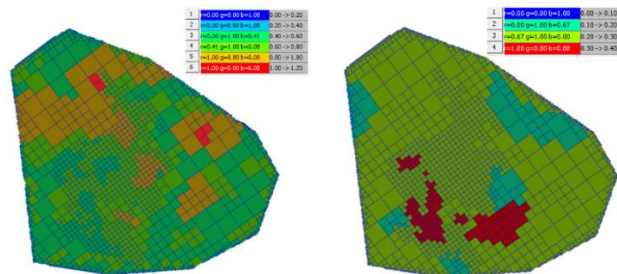 1 r=0.00 g=0.00 b=1.00 0.00 -> 0.20
2 r=0.00 g=0.80 b=1.00 0.20 -> 0.40
3 r=0.00 g=1.00 b=0.41 0.40 -> 0.60
4 r=0.41 g=1.00 b=0.00 0.60 -> 0.80
5 r=1.00 g=0.80 b=0.00 0.80 -> 1.00
6 r=1.00 g=0.00 b=0.00 1.00 -> 1.20
1 r=0.00 g=0.00 b=1.00 0.00 -> 0.10
2 r=0.00 g=1.00 b=0.67 0.10 -> 0.20
3 r=0.67 g=1.00 b=0.00 0.20 -> 0.30
4 r=1.00 g=0.00 b=0.00 0.30 -> 0.40